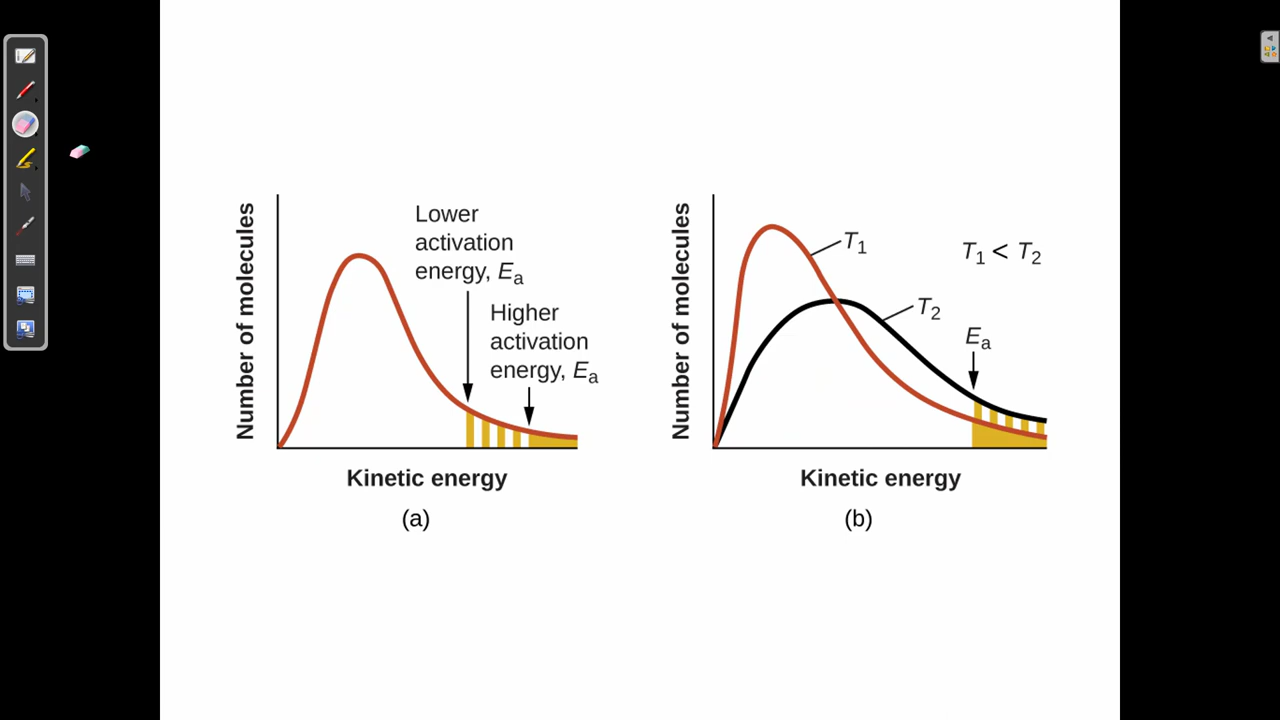 Number of molecules
Lower
activation
energy, Ea
Higher
activation
energy, Ea
Kinetic energy
(a)
Number of molecules
T1
T1 < T2
T2
Ea
Kinetic energy
(b)